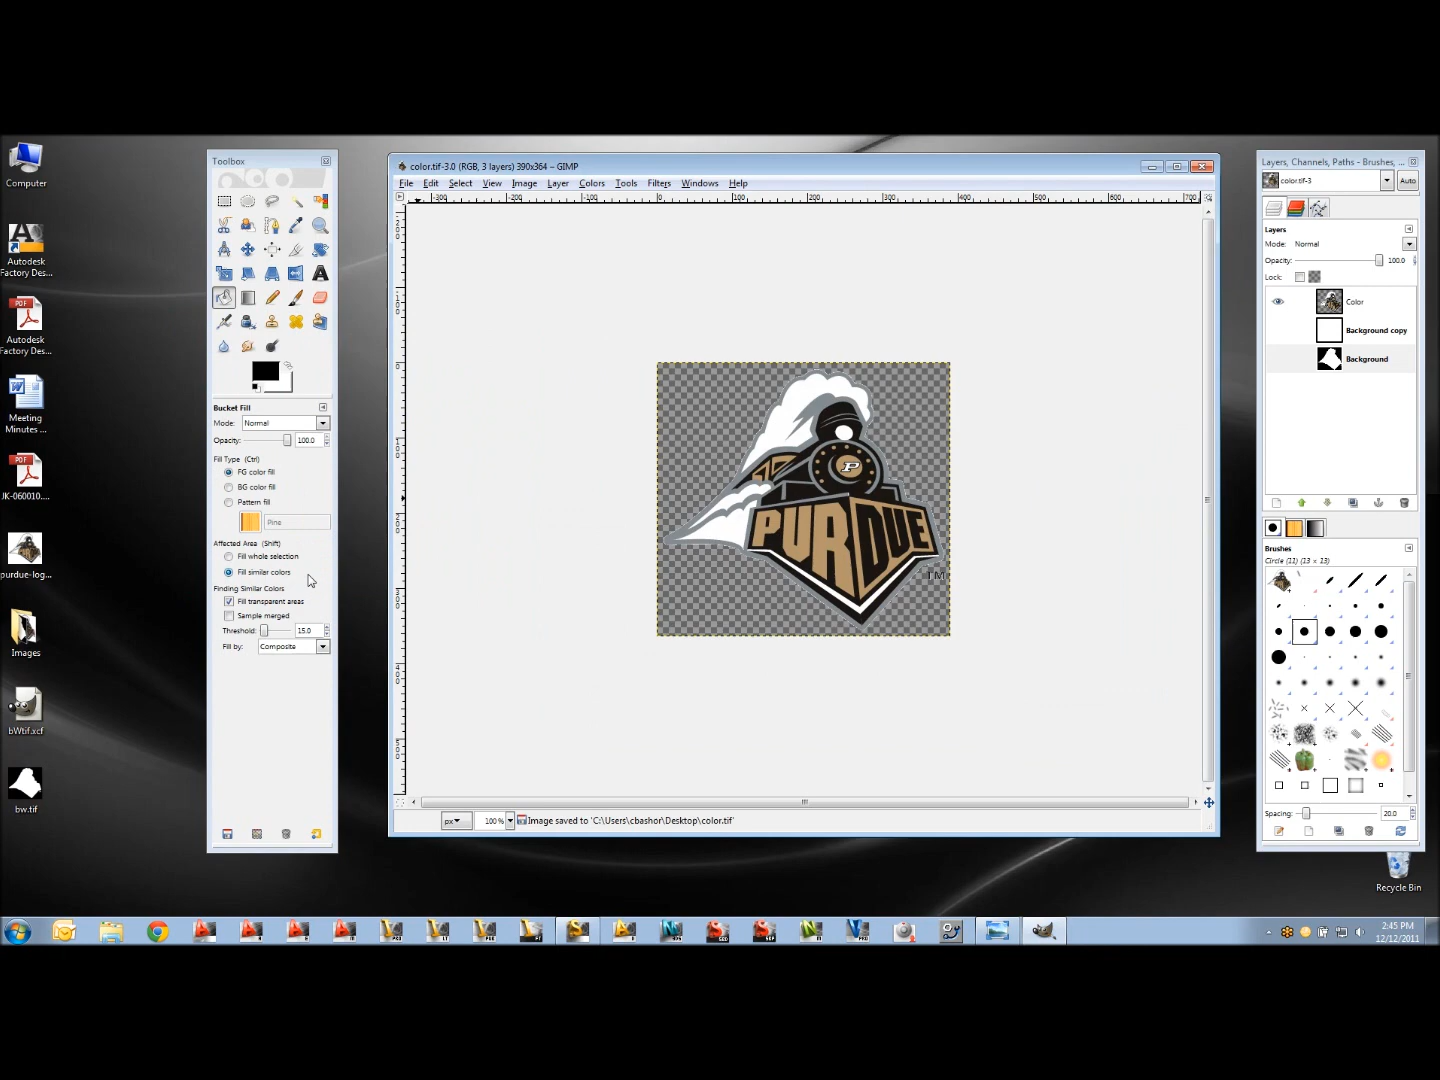 Computer
Autodesk
Factory Des...
Autodesk
Factory Des...
Meeting
Minutes ...
JK-060010....
purdue-log...
Images
bWtif.xcf
bw.tif
Toolbox
Bucket Fill
Mode: Normal
Opacity: 100.0
Fill Type (Ctrl)
FG color fill
BG color fill
Pattern fill
Pine
Affected Area (Shift)
Fill whole selection
Fill similar colors
Finding Similar Colors
Fill transparent areas
Sample merged
Threshold: 15.0
Fill by: Composite
color.tif-3.0 (RGB, 3 layers) 390x364 – GIMP
File Edit Select View Image Layer Colors Tools Filters Windows Help
P
PURDUE
TM
px 100% Image saved to 'C:\Users\cbashor\Desktop\color.tif'
Layers, Channels, Paths - Brushes, ...
color.tif-3 Auto
Layers
Mode: Normal
Opacity: 100.0
Lock:
Color
Background copy
Background
Brushes
Circle (11) (13 × 13)
Spacing: 20.0
Recycle Bin
2:45 PM
12/12/2011